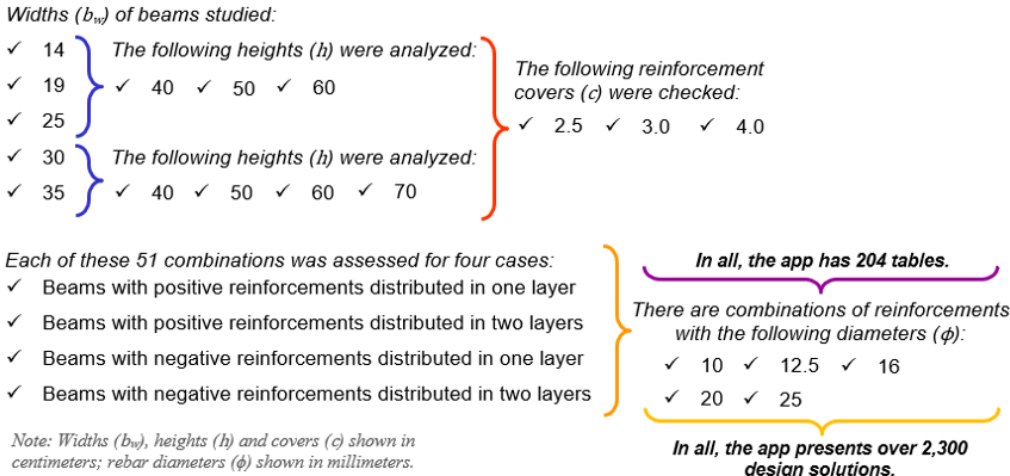 Widths (bw) of beams studied:
✓ 14
✓ 19
✓ 25
✓ 30
✓ 35
The following heights (h) were analyzed:
✓ 40 ✓ 50 ✓ 60
The following heights (h) were analyzed:
✓ 40 ✓ 50 ✓ 60 ✓ 70
The following reinforcement
covers (c) were checked:
✓ 2.5 ✓ 3.0 ✓ 4.0
Each of these 51 combinations was assessed for four cases:
✓ Beams with positive reinforcements distributed in one layer
✓ Beams with positive reinforcements distributed in two layers
✓ Beams with negative reinforcements distributed in one layer
✓ Beams with negative reinforcements distributed in two layers
In all, the app has 204 tables.
There are combinations of reinforcements
with the following diameters (ϕ):
✓ 10 ✓ 12.5 ✓ 16
✓ 20 ✓ 25
In all, the app presents over 2,300
design solutions.
Note: Widths (bw), heights (h) and covers (c) shown in
centimeters; rebar diameters (ϕ) shown in millimeters.